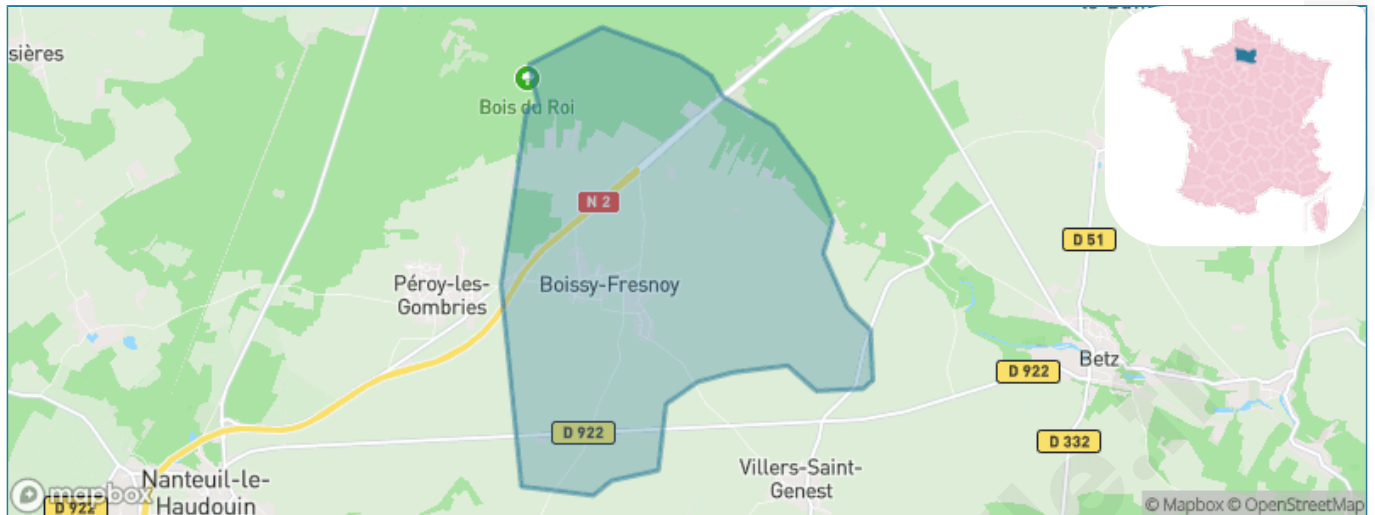 sières
Bois du Roi
N 2
D 51
Péroy-les-
Gombries
Boissy-Fresnoy
Betz
D 922
D 922
D 332
Villers-Saint-
Genest
Nanteuil-le-
Haudouin
mapbox
D 922
© Mapbox © OpenStreetMap